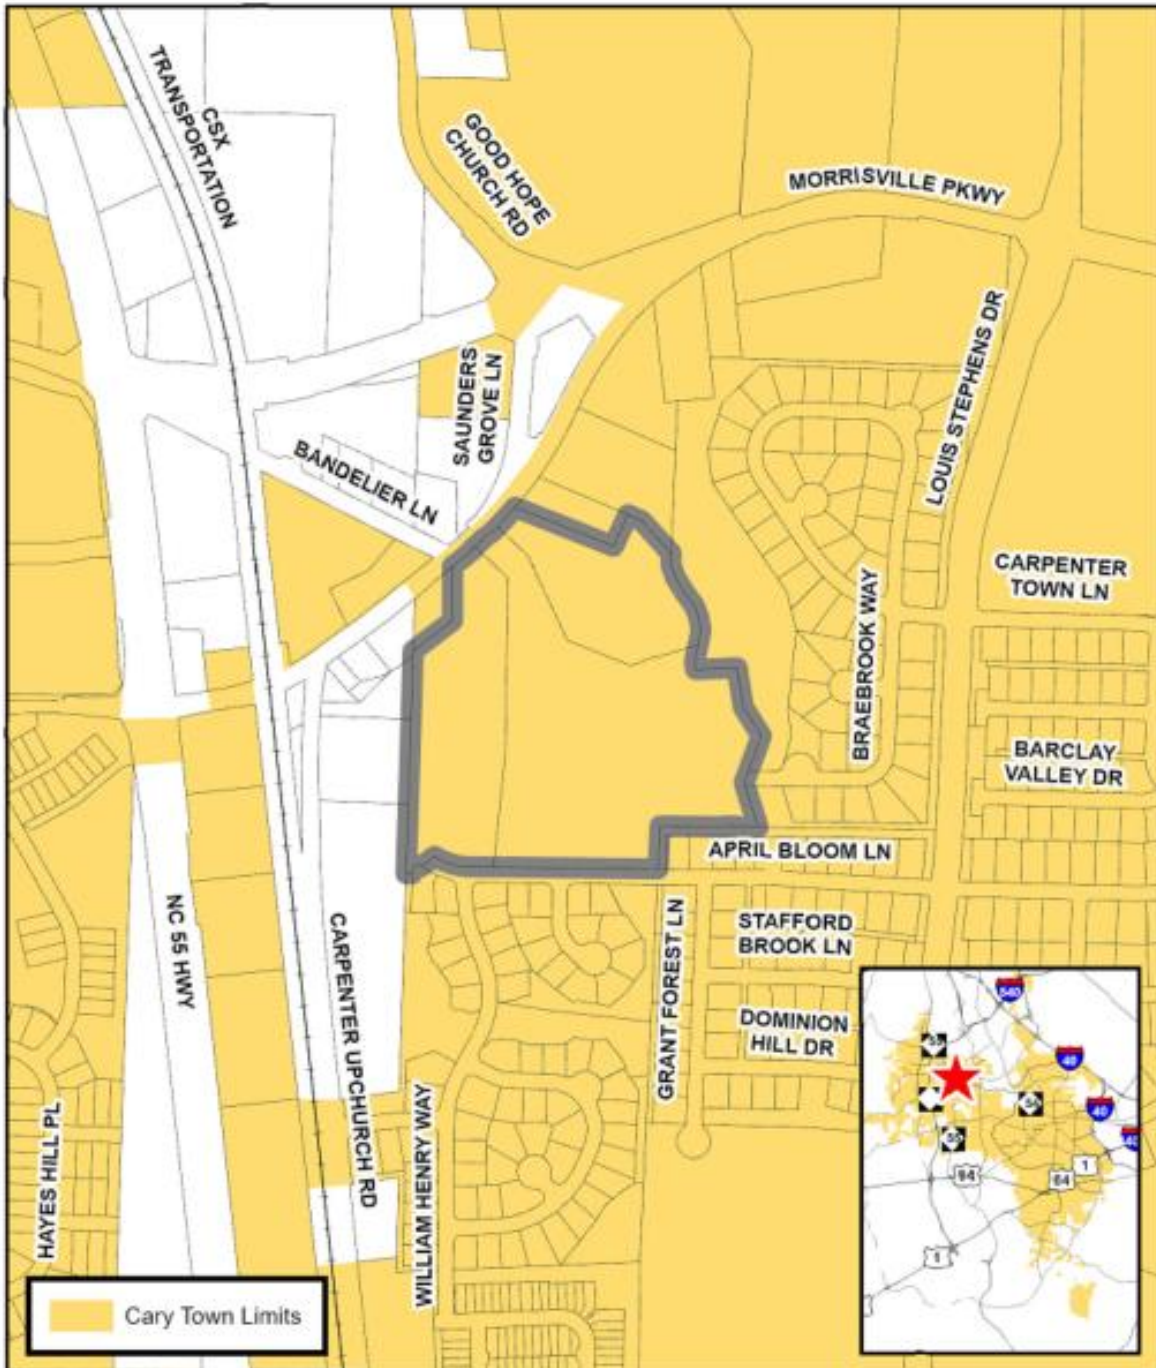 CSX
TRANSPORTATION
GOOD HOPE
CHURCH RD
MORRISVILLE PKWY
SAUNDERS
GROVE LN
LOUIS STEPHENS DR
BANDELIER LN
CARPENTER
TOWN LN
BRAEBROOK WAY
BARCLAY
VALLEY DR
APRIL BLOOM LN
NC 55 HWY
CARPENTER UPCHURCH RD
GRANT FOREST LN
STAFFORD
BROOK LN
DOMINION
HILL DR
HAYES HILL PL
WILLIAM HENRY WAY
540
55
40
54
40
55
40
64
1
64
1
Cary Town Limits